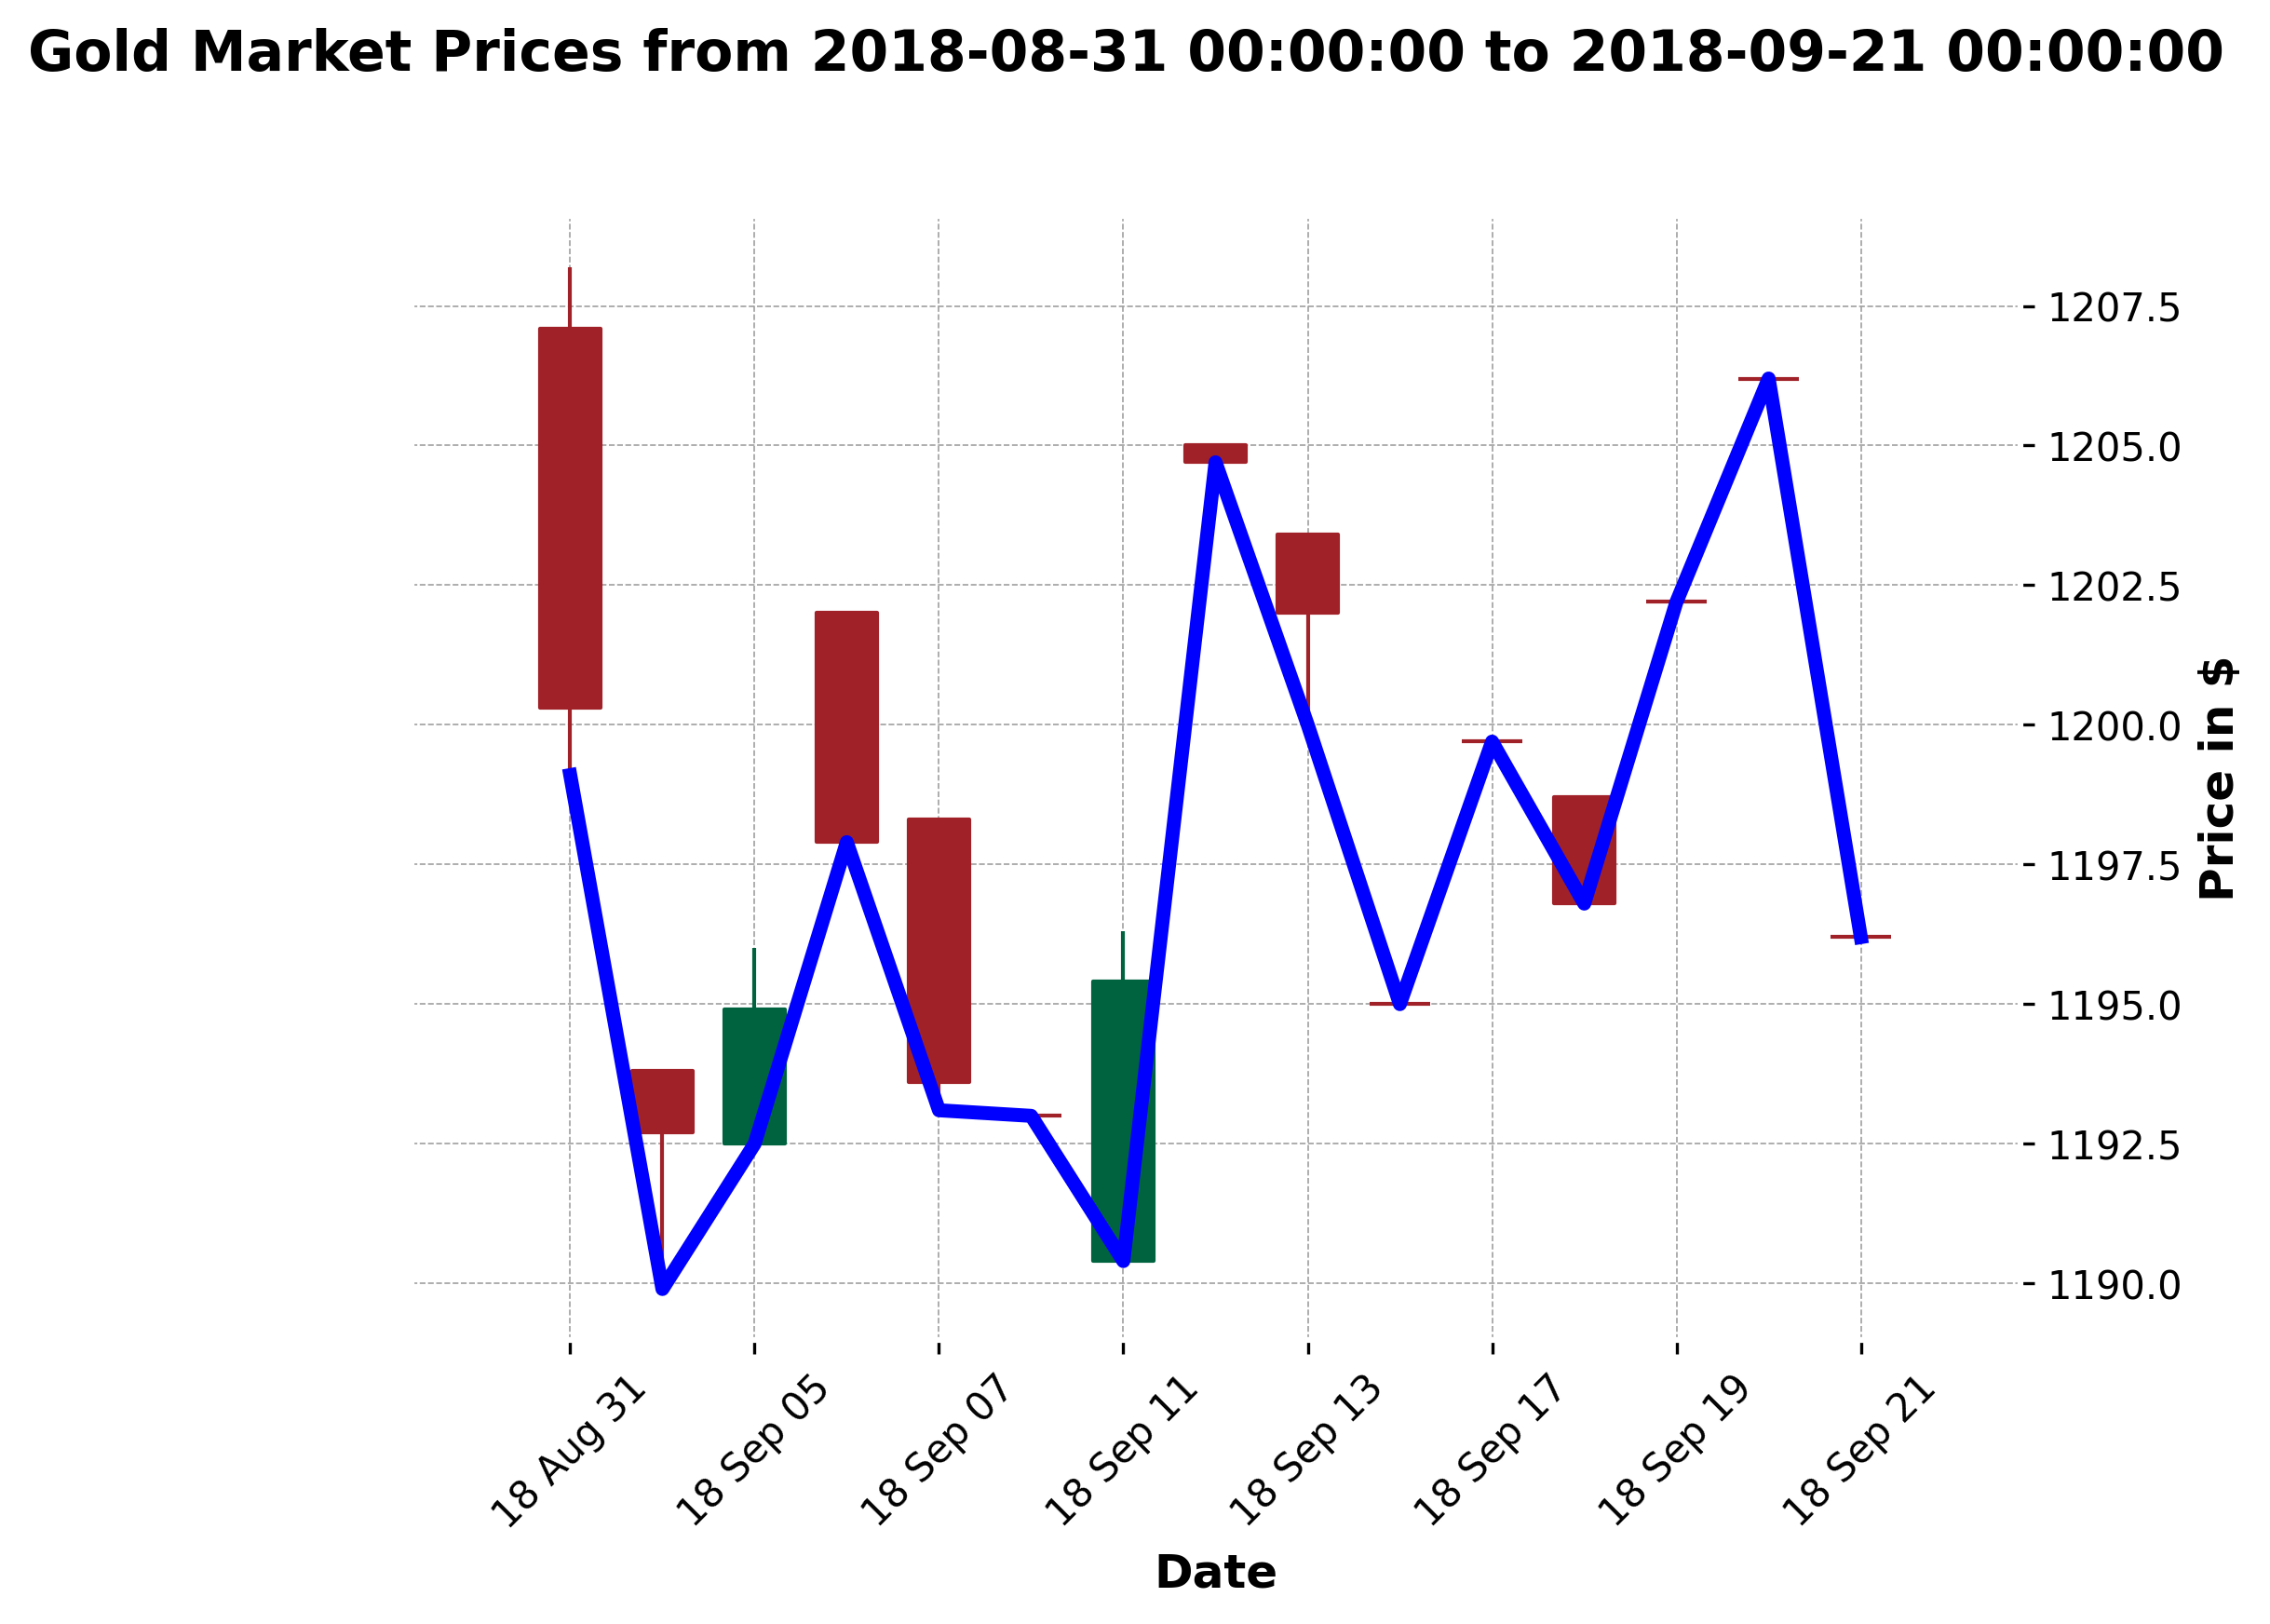 Gold Market Prices from 2018-08-31 00:00:00 to 2018-09-21 00:00:00
1207.5
1205.0
1202.5
1200.0
1197.5
1195.0
1192.5
1190.0
Price in $
18 Aug 31
18 Sep 05
18 Sep 07
18 Sep 11
18 Sep 13
18 Sep 17
18 Sep 19
18 Sep 21
Date